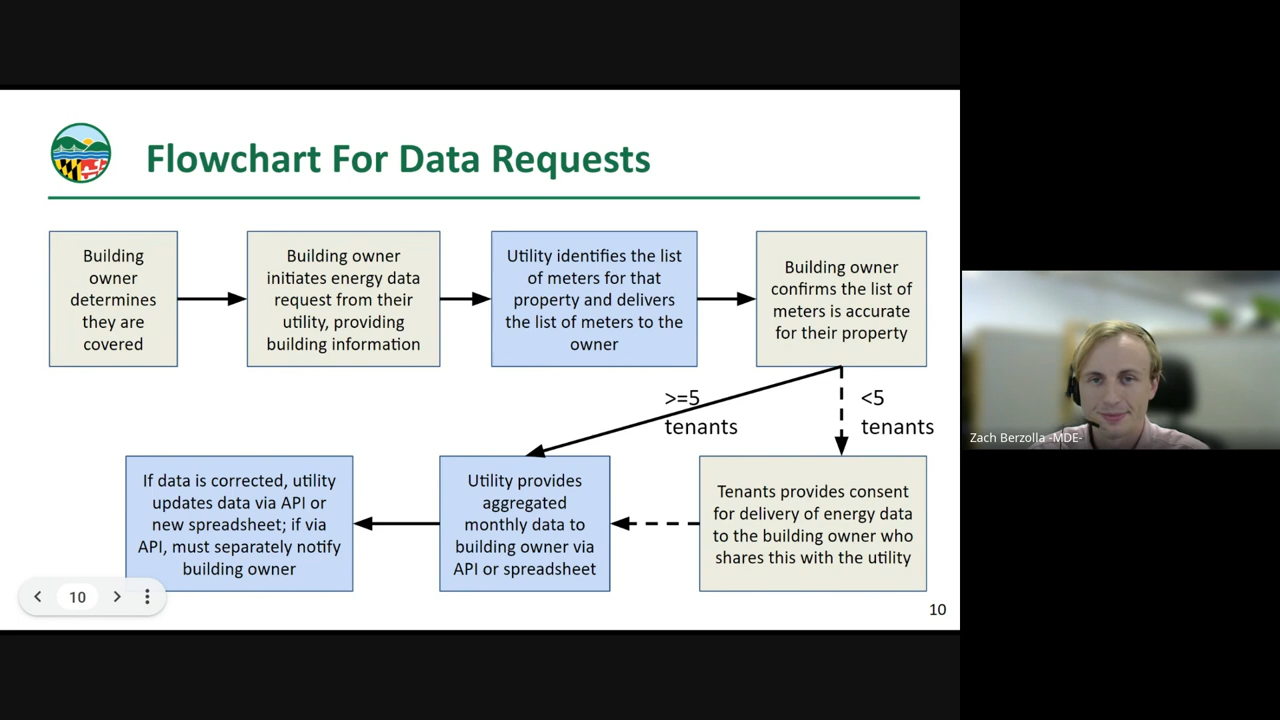 Flowchart For Data Requests
Building
owner
determines
they are
covered
Building owner
initiates energy data
request from their
utility, providing
building information
Utility identifies the list
of meters for that
property and delivers
the list of meters to the
owner
Building owner
confirms the list of
meters is accurate
for their property
>=5
tenants
<5
tenants
If data is corrected, utility
updates data via API or
new spreadsheet; if via
API, must separately notify
building owner
Utility provides
aggregated
monthly data to
building owner via
API or spreadsheet
Tenants provides consent
for delivery of energy data
to the building owner who
shares this with the utility
10
10
Zach Berzolla -MDE-